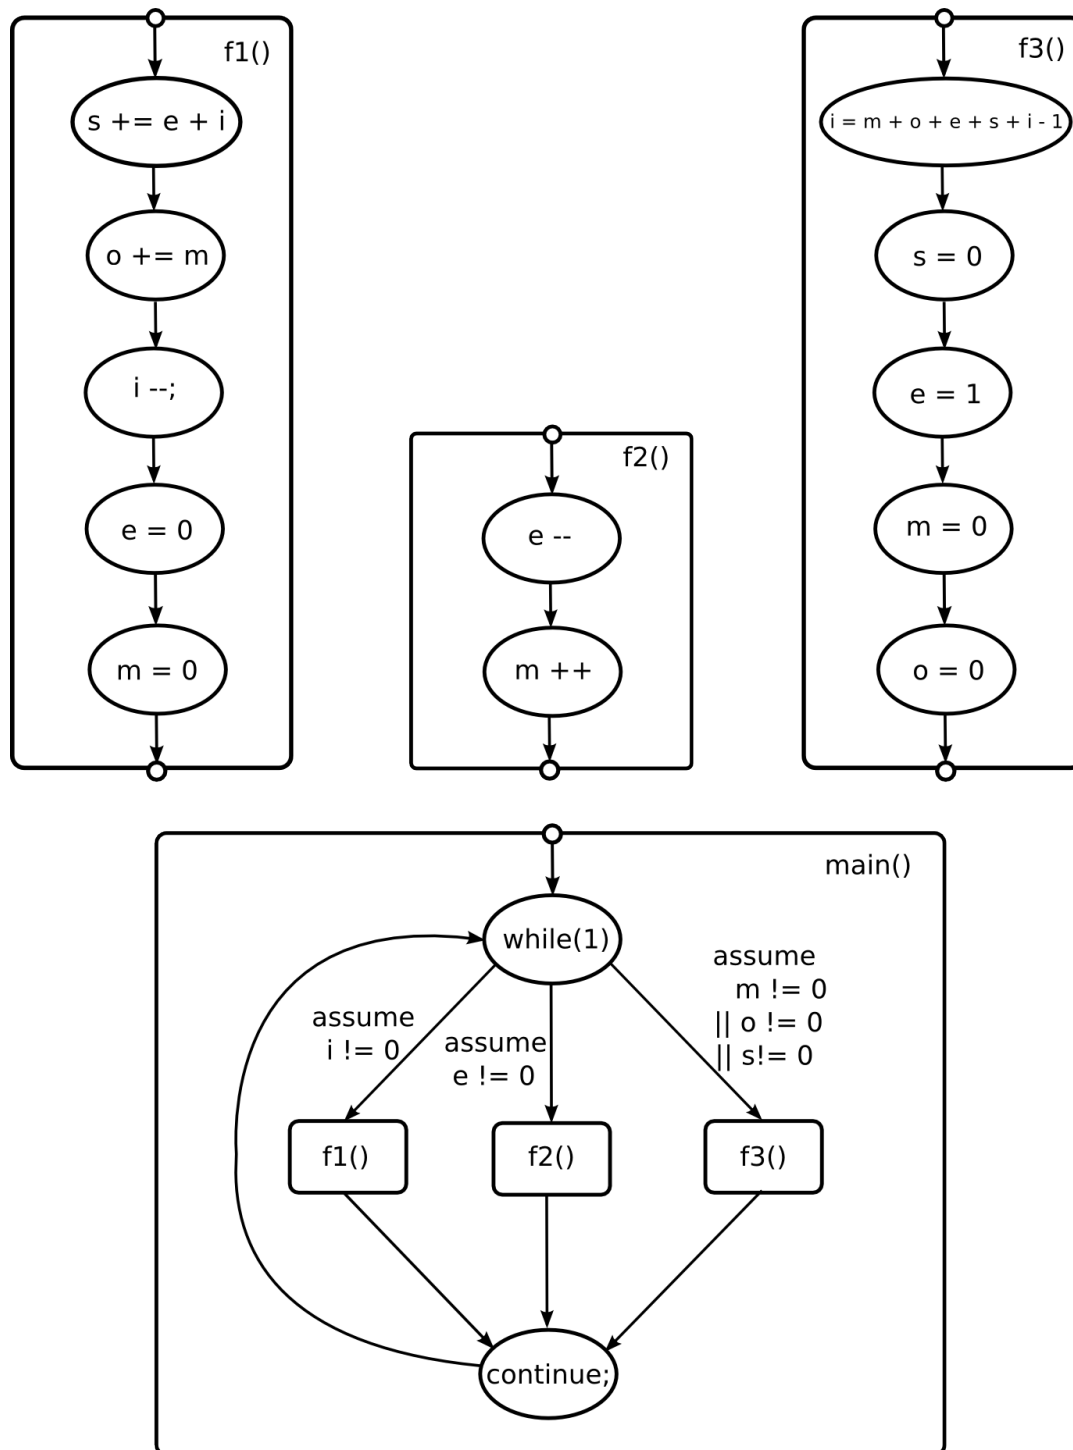 f1()
s += e + i
o += m
i --;
e = 0
m = 0
f2()
e --
m ++
f3()
i = m + o + e + s + i - 1
s = 0
e = 1
m = 0
o = 0
main()
while(1)
assume
i != 0
assume
e != 0
assume
m != 0
|| o != 0
|| s!= 0
f1()
f2()
f3()
continue;